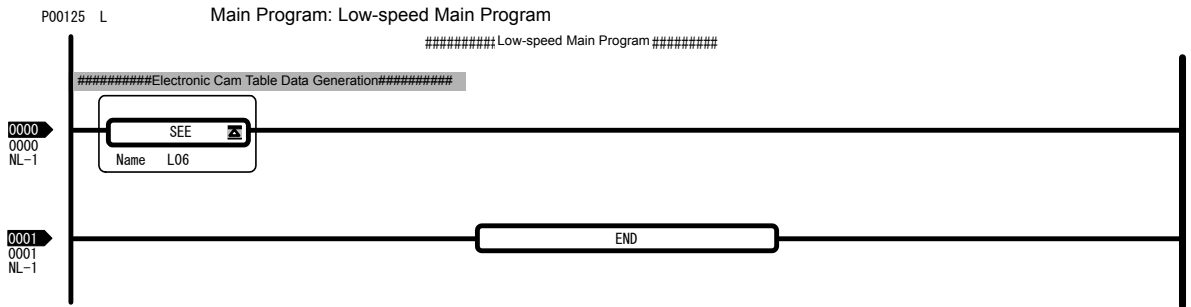 P00125 L Main Program: Low-speed Main Program
########## Low-speed Main Program #########
##########Electronic Cam Table Data Generation##########
0000
0000
NL-1
SEE
Name L06
0001
0001
NL-1
END